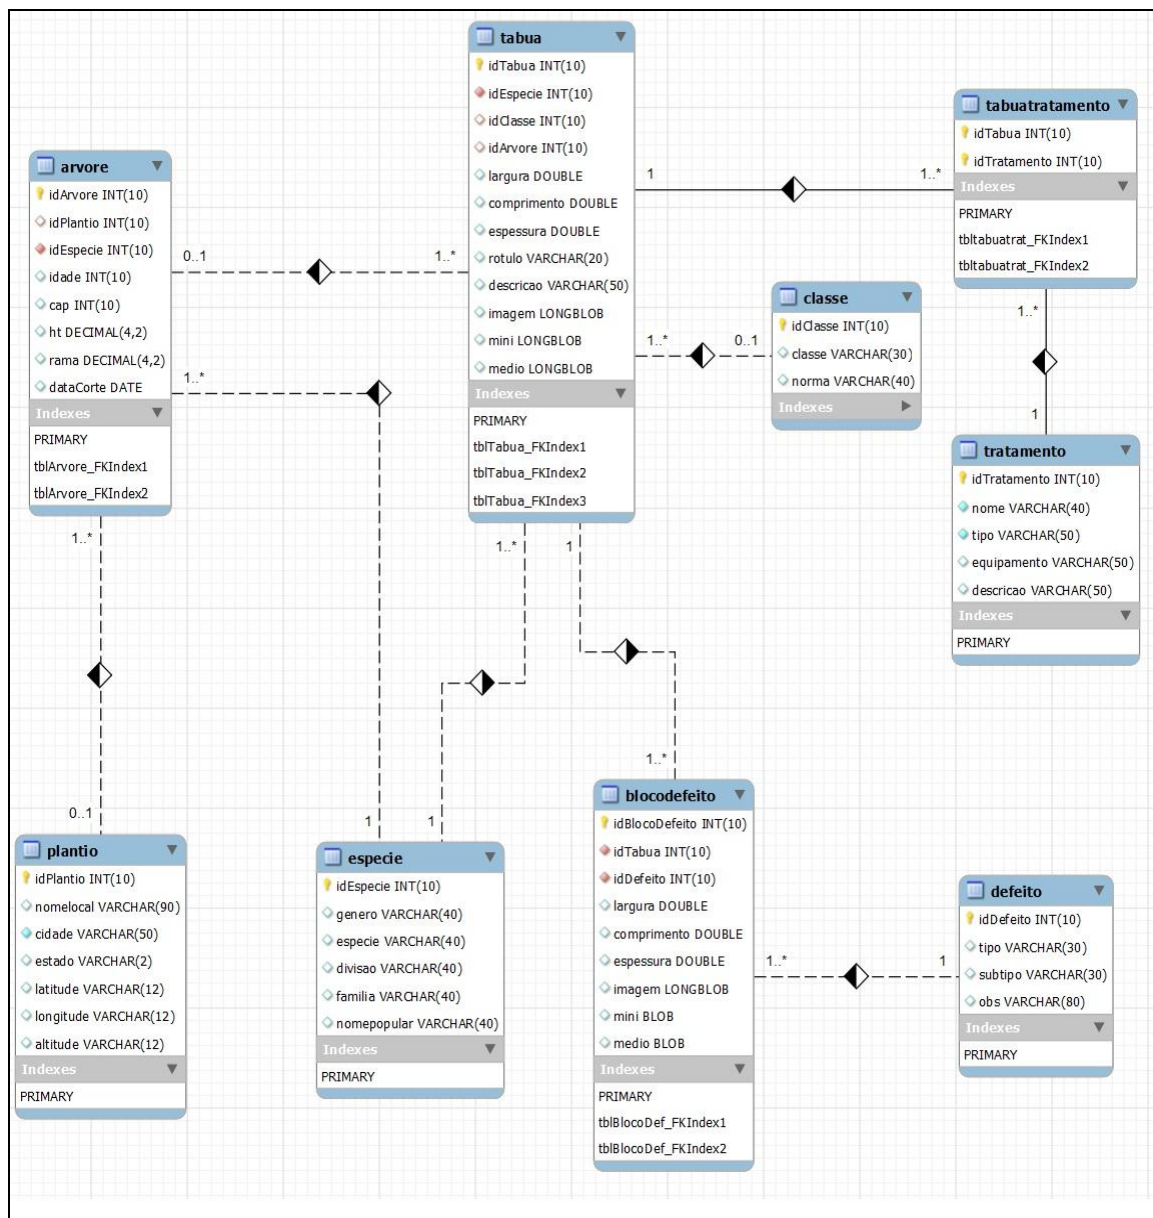 tabua
idTabua INT(10)
idEspecie INT(10)
idClasse INT(10)
idArvore INT(10)
largura DOUBLE
comprimento DOUBLE
espessura DOUBLE
rotulo VARCHAR(20)
descricao VARCHAR(50)
imagem LONGBLOB
mini LONGBLOB
medio LONGBLOB
Indexes
PRIMARY
tblTabua_FKIndex1
tblTabua_FKIndex2
tblTabua_FKIndex3
tabuatratamento
idTabua INT(10)
idTratamento INT(10)
Indexes
PRIMARY
tbltabuatrat_FKIndex1
tbltabuatrat_FKIndex2
arvore
idArvore INT(10)
idPlantio INT(10)
idEspecie INT(10)
idade INT(10)
cap INT(10)
ht DECIMAL(4,2)
rama DECIMAL(4,2)
dataCorte DATE
Indexes
PRIMARY
tblArvore_FKIndex1
tblArvore_FKIndex2
1
1..*
0..1
1..*
1..*
1..*
0..1
classe
idClasse INT(10)
classe VARCHAR(30)
norma VARCHAR(40)
Indexes
1..*
1
tratamento
idTratamento INT(10)
nome VARCHAR(40)
tipo VARCHAR(50)
equipamento VARCHAR(50)
descricao VARCHAR(50)
Indexes
PRIMARY
1..*
1..*
1
1..*
0..1
1
1
plantio
idPlantio INT(10)
nomelocal VARCHAR(90)
cidade VARCHAR(50)
estado VARCHAR(2)
latitude VARCHAR(12)
longitude VARCHAR(12)
altitude VARCHAR(12)
Indexes
PRIMARY
especie
idEspecie INT(10)
genero VARCHAR(40)
especie VARCHAR(40)
divisao VARCHAR(40)
familia VARCHAR(40)
nomepopular VARCHAR(40)
Indexes
PRIMARY
blocodefeito
idBlocoDefeito INT(10)
idTabua INT(10)
idDefeito INT(10)
largura DOUBLE
comprimento DOUBLE
espessura DOUBLE
imagem LONGBLOB
mini BLOB
medio BLOB
Indexes
PRIMARY
tblBlocoDef_FKIndex1
tblBlocoDef_FKIndex2
1..*
1
defeito
idDefeito INT(10)
tipo VARCHAR(30)
subtipo VARCHAR(30)
obs VARCHAR(80)
Indexes
PRIMARY